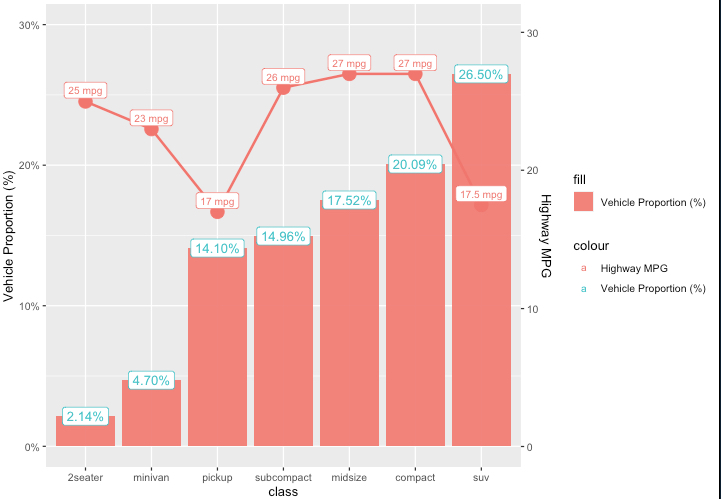 30%
20%
10%
0%
Vehicle Proportion (%)
25 mpg
23 mpg
17 mpg
26 mpg
27 mpg
27 mpg
17.5 mpg
2.14%
4.70%
14.10%
14.96%
17.52%
20.09%
26.50%
30
20
10
0
Highway MPG
2seater minivan pickup subcompact midsize compact suv
class
fill
Vehicle Proportion (%)
colour
a Highway MPG
a Vehicle Proportion (%)